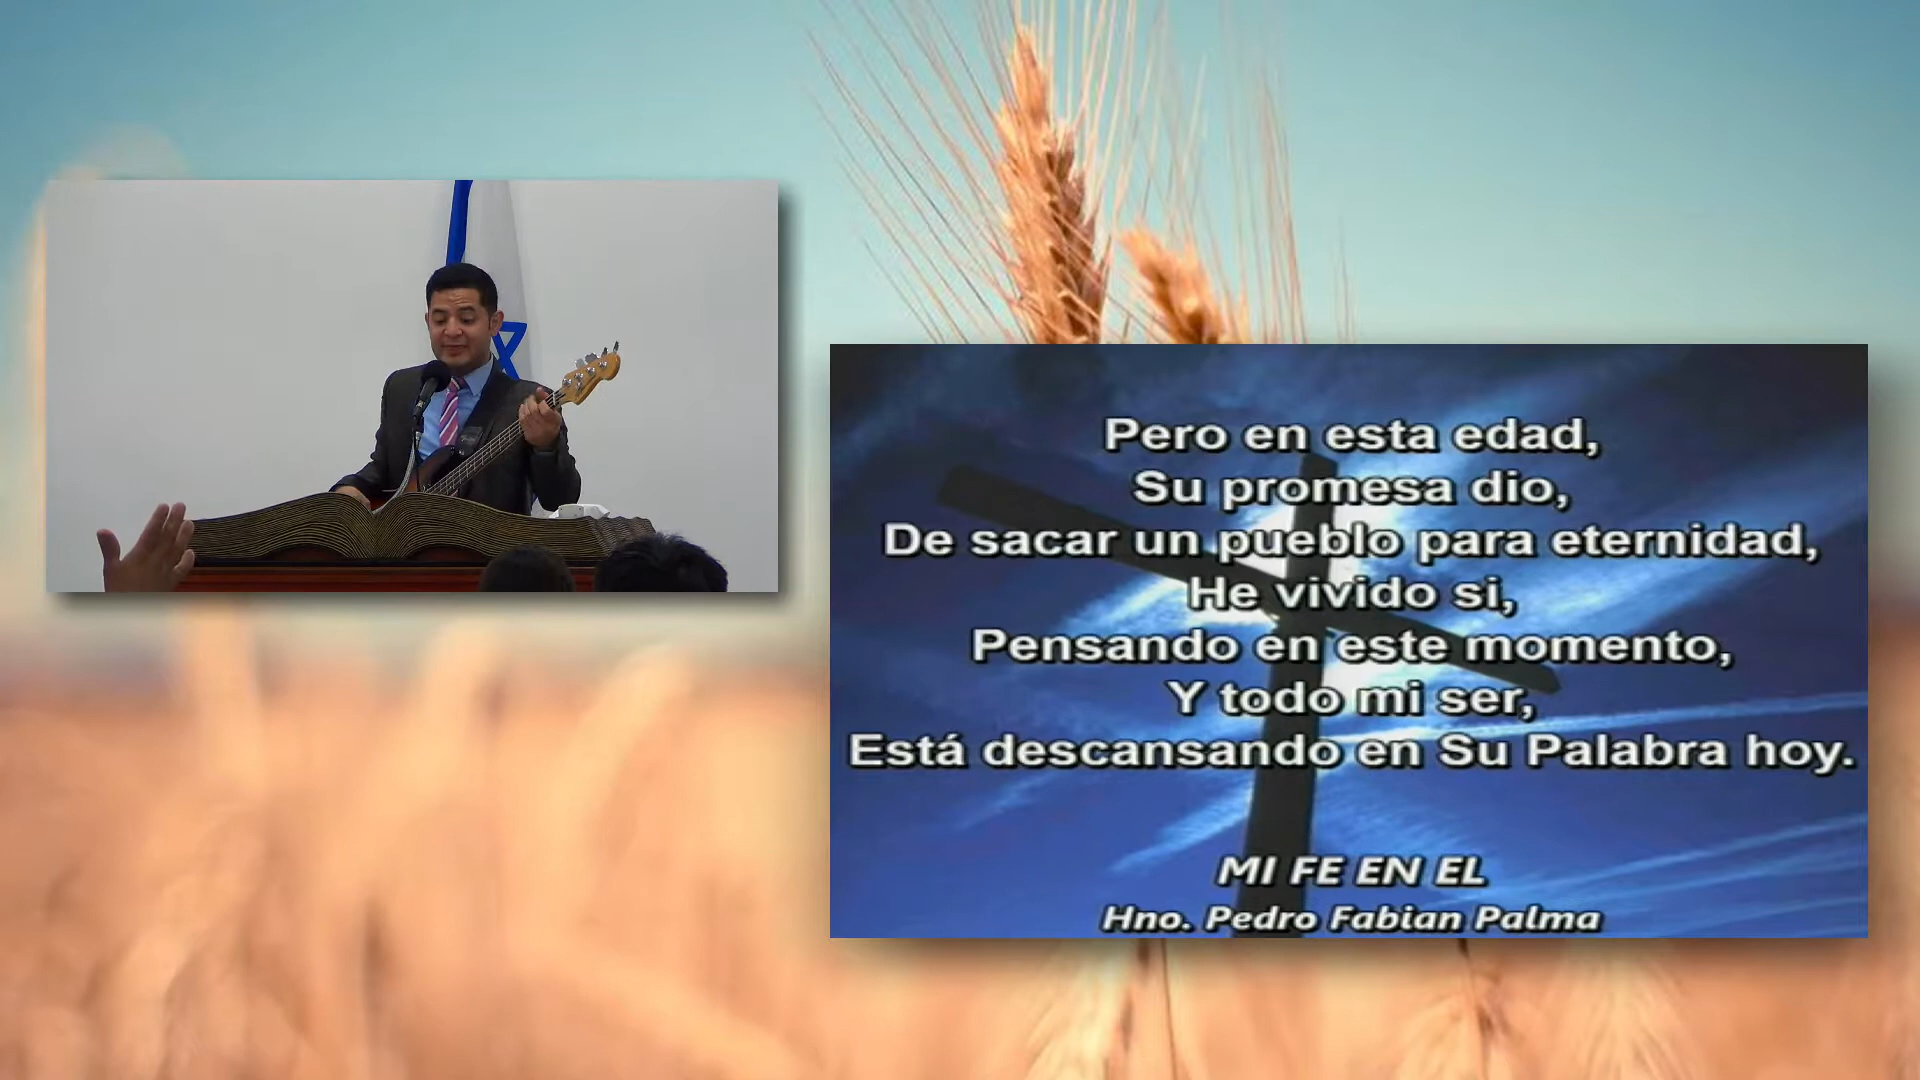 Pero en esta edad,
Su promesa dio,
De sacar un pueblo para eternidad,
He vivido si,
Pensando en este momento,
Y todo mi ser,
Está descansando en Su Palabra hoy.
MI FE EN EL
Hno. Pedro Fabian Palma